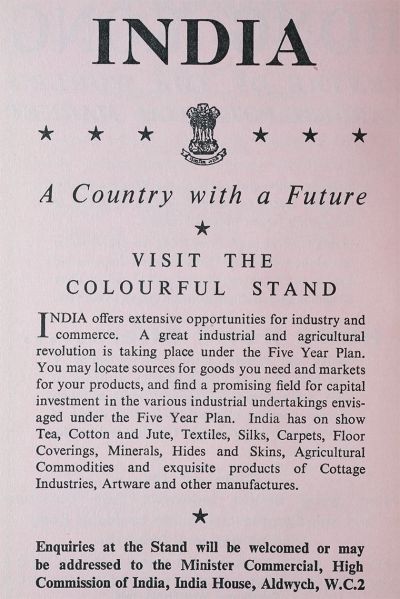 INDIA
A Country with a Future
VISIT THE
COLOURFUL STAND
INDIA offers extensive opportunities for industry and
commerce. A great industrial and agricultural
revolution is taking place under the Five Year Plan.
You may locate sources for goods you need and markets
for your products, and find a promising field for capital
investment in the various industrial undertakings envis-
aged under the Five Year Plan. India has on show
Tea, Cotton and Jute, Textiles, Silks, Carpets, Floor
Coverings, Minerals, Hides and Skins, Agricultural
Commodities and exquisite products of Cottage
Industries, Artware and other manufactures.
Enquiries at the Stand will be welcomed or may
be addressed to the Minister Commercial, High
Commission of India, India House, Aldwych, W.C.2